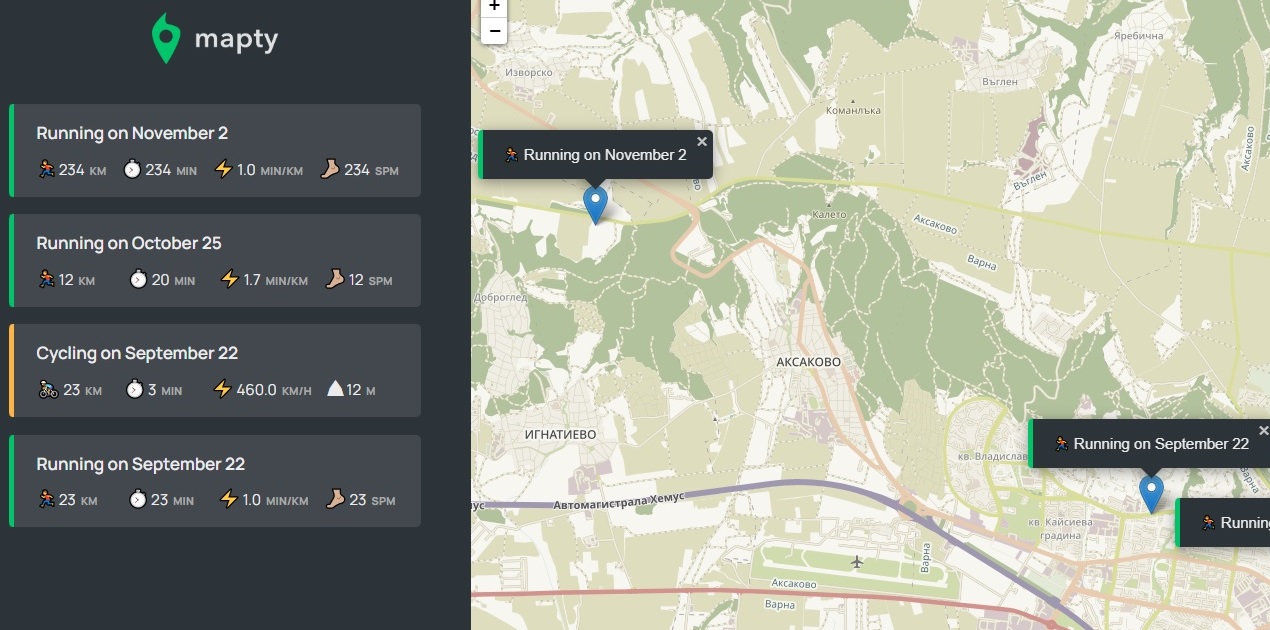 mapty
Running on November 2
234 KM 234 MIN 1.0 MIN/KM 234 SPM
Running on October 25
12 KM 20 MIN 1.7 MIN/KM 12 SPM
Cycling on September 22
23 KM 3 MIN 460.0 KM/H 12 M
Running on September 22
23 KM 23 MIN 1.0 MIN/KM 23 SPM
+
−
Яребична
Изворско
Въглен
Команлъка
Аксаково
Running on November 2 ×
Въглен
Калето
Аксаково
Варна
Доброглед
АКСАКОВО
ИГНАТИЕВО
Running on September 22 ×
кв. Владислав
Варна
Автомагистрала Хемус
кв. Кайсиева
градина
Running
Варна
Аксаково
Варна